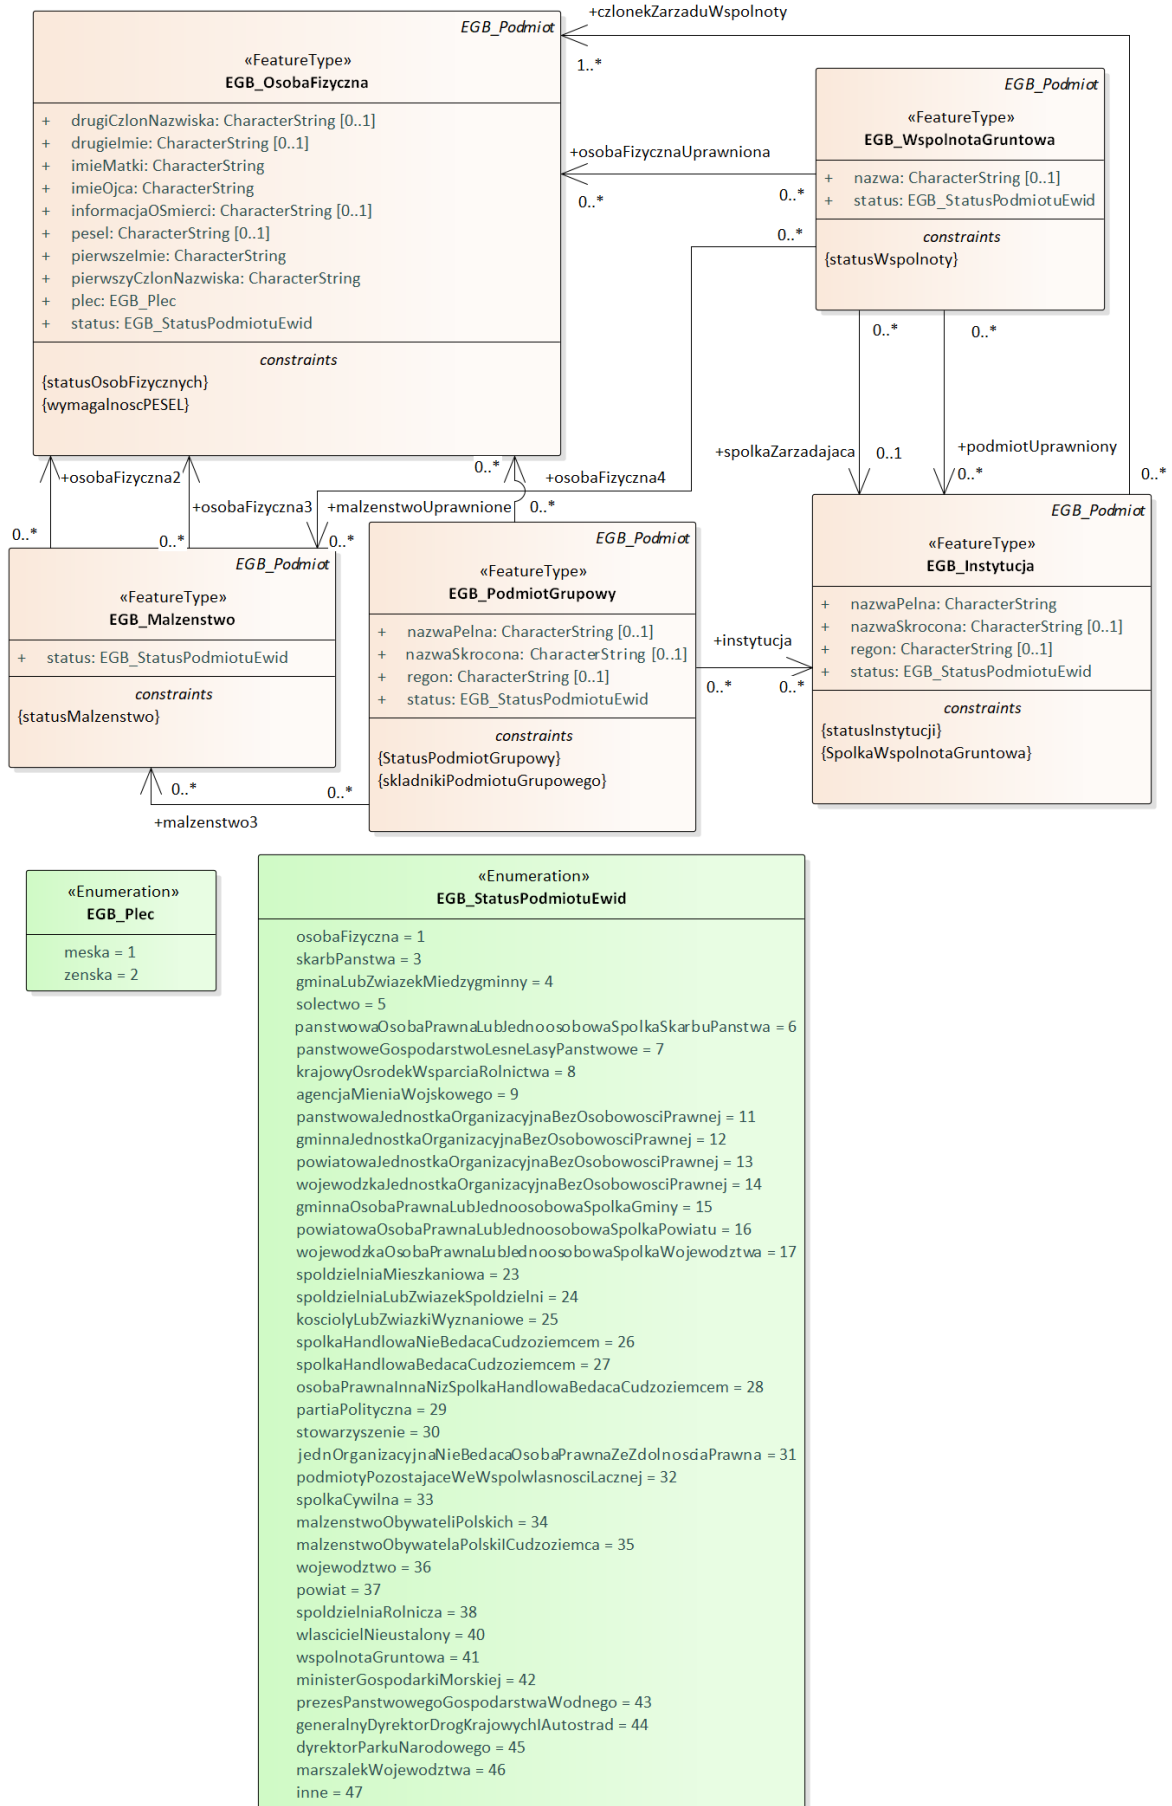 EGB_Podmiot
«FeatureType»
EGB_OsobaFizyczna
+ drugiCzlonNazwiska: CharacterString [0..1]
+ drugieImie: CharacterString [0..1]
+ imieMatki: CharacterString
+ imieOjca: CharacterString
+ informacjaOSmierci: CharacterString [0..1]
+ pesel: CharacterString [0..1]
+ pierwszeImie: CharacterString
+ pierwszyCzlonNazwiska: CharacterString
+ plec: EGB_Plec
+ status: EGB_StatusPodmiotuEwid
constraints
{statusOsobFizycznych}
{wymagalnoscPESEL}
+czlonekZarzaduWspolnoty
1..*
+osobaFizycznaUprawniona
0..*
0..*
0..*
EGB_Podmiot
«FeatureType»
EGB_WspolnotaGruntowa
+ nazwa: CharacterString [0..1]
+ status: EGB_StatusPodmiotuEwid
constraints
{statusWspolnoty}
0..*
0..*
+spolkaZarzadajaca
0..1
+podmiotUprawniony
0..*
0..*
+osobaFizyczna2
0..*
+osobaFizyczna3
0..*
+malzenstwoUprawnione
0..*
0..*
+osobaFizyczna4
0..*
EGB_Podmiot
«FeatureType»
EGB_Malzenstwo
+ status: EGB_StatusPodmiotuEwid
constraints
{statusMalzenstwo}
EGB_Podmiot
«FeatureType»
EGB_PodmiotGrupowy
+ nazwaPelna: CharacterString [0..1]
+ nazwaSkrocona: CharacterString [0..1]
+ regon: CharacterString [0..1]
+ status: EGB_StatusPodmiotuEwid
constraints
{StatusPodmiotGrupowy}
{skladnikiPodmiotuGrupowego}
+instytucja
0..*
0..*
EGB_Podmiot
«FeatureType»
EGB_Instytucja
+ nazwaPelna: CharacterString
+ nazwaSkrocona: CharacterString [0..1]
+ regon: CharacterString [0..1]
+ status: EGB_StatusPodmiotuEwid
constraints
{statusInstytucji}
{SpolkaWspolnotaGruntowa}
0..*
0..*
+malzenstwo3
«Enumeration»
EGB_Plec
meska = 1
zenska = 2
«Enumeration»
EGB_StatusPodmiotuEwid
osobaFizyczna = 1
skarbPanstwa = 3
gminaLubZwiazekMiedzygminny = 4
solectwo = 5
panstwowaOsobaPrawnaLubJednoosobowaSpolkaSkarbuPanstwa = 6
panstwoweGospodarstwoLesneLasyPanstwowe = 7
krajowyOsrodekWsparciaRolnictwa = 8
agencjaMieniaWojskowego = 9
panstwowaJednostkaOrganizacyjnaBezOsobowosciPrawnej = 11
gminnaJednostkaOrganizacyjnaBezOsobowosciPrawnej = 12
powiatowaJednostkaOrganizacyjnaBezOsobowosciPrawnej = 13
wojewodzkaJednostkaOrganizacyjnaBezOsobowosciPrawnej = 14
gminnaOsobaPrawnaLubJednoosobowaSpolkaGminy = 15
powiatowaOsobaPrawnaLubJednoosobowaSpolkaPowiatu = 16
wojewodzkaOsobaPrawnaLubJednoosobowaSpolkaWojewodztwa = 17
spoldzielniaMieszkaniowa = 23
spoldzielniaLubZwiazekSpoldzielni = 24
kosciolyLubZwiazkiWyznaniowe = 25
spolkaHandlowaNieBedacaCudzoziemcem = 26
spolkaHandlowaBedacaCudzoziemcem = 27
osobaPrawnaInnaNizSpolkaHandlowaBedacaCudzoziemcem = 28
partiaPolityczna = 29
stowarzyszenie = 30
jednOrganizacyjnaNieBedacaOsobaPrawnaZeZdolnosciaPrawna = 31
podmiotyPozostajaceWeWspolwlasnosciLacznej = 32
spolkaCywilna = 33
malzenstwoObywateliPolskich = 34
malzenstwoObywatelaPolskiICudzoziemca = 35
wojewodztwo = 36
powiat = 37
spoldzielniaRolnicza = 38
wlascicielNieustalony = 40
wspolnotaGruntowa = 41
ministerGospodarkiMorskiej = 42
prezesPanstwowegoGospodarstwaWodnego = 43
generalnyDyrektorDrogKrajowychIAutostrad = 44
dyrektorParkuNarodowego = 45
marszalekWojewodztwa = 46
inne = 47